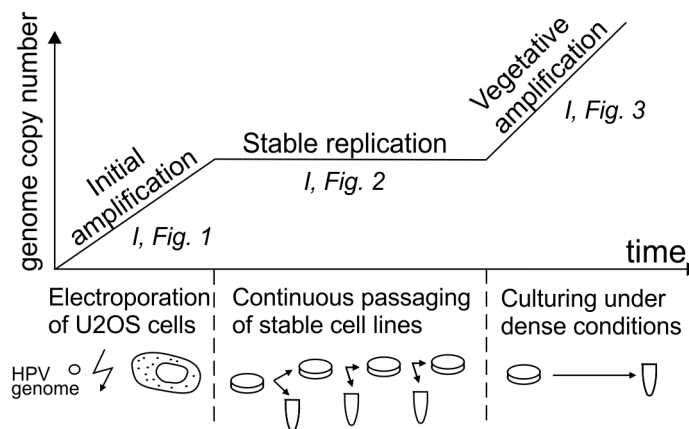 genome copy number
Initial
amplification
I, Fig. 1
Stable replication
I, Fig. 2
Vegetative
amplification
I, Fig. 3
time
Electroporation
of U2OS cells
HPV
genome
Continuous passaging
of stable cell lines
Culturing under
dense conditions